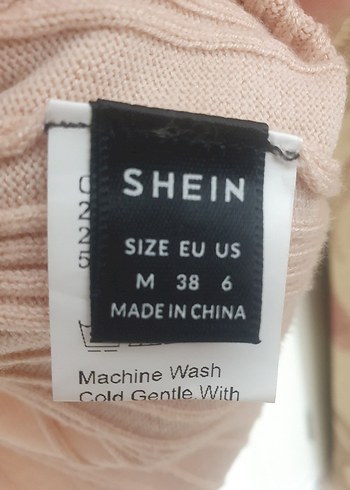 SHEIN
SIZE EU US
M 38 6
MADE IN CHINA
Machine Wash
Cold Gentle With